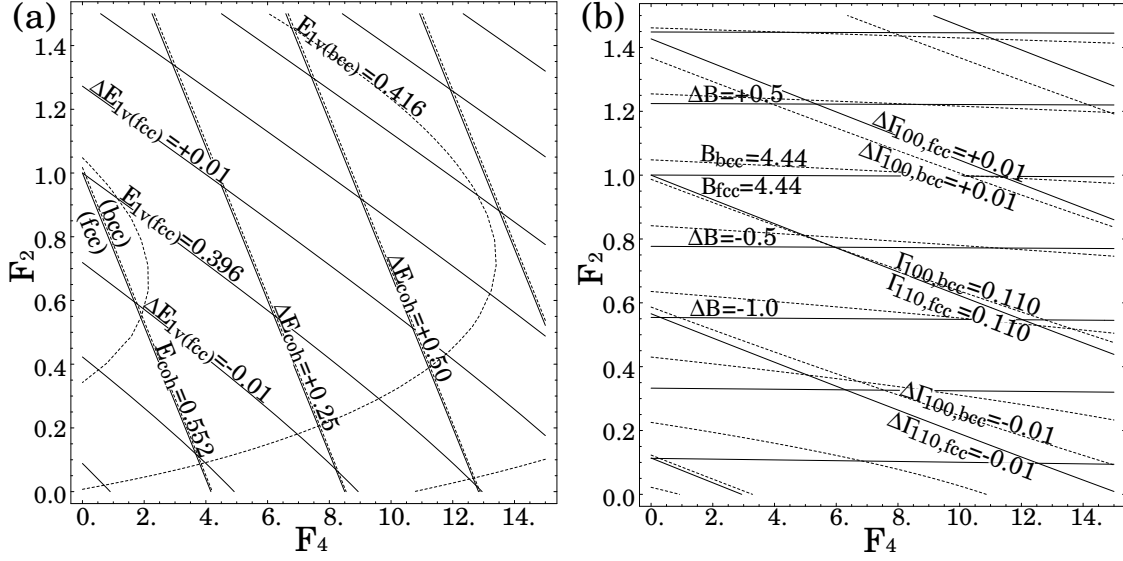 (a)
F2
1.4
1.2
1.0
0.8
0.6
0.4
0.2
0.0
0.
2.
4.
6.
8.
10.
12.
14.
F4
E1v(bcc)=0.416
ΔE1v(fcc)=+0.01
(bcc)
(fcc)
E1v(fcc)=0.396
ΔE1v(fcc)=-0.01
Ecoh=0.552
ΔEcoh=+0.25
ΔEcoh=+0.50
(b)
F2
1.4
1.2
1.0
0.8
0.6
0.4
0.2
0.0
0.
2.
4.
6.
8.
10.
12.
14.
F4
ΔB=+0.5
ΔΓ100,fcc=+0.01
ΔΓ100,bcc=+0.01
Bbcc=4.44
Bfcc=4.44
ΔB=-0.5
Γ100,bcc=0.110
Γ110,fcc=0.110
ΔB=-1.0
ΔΓ100,bcc=-0.01
ΔΓ110,fcc=-0.01